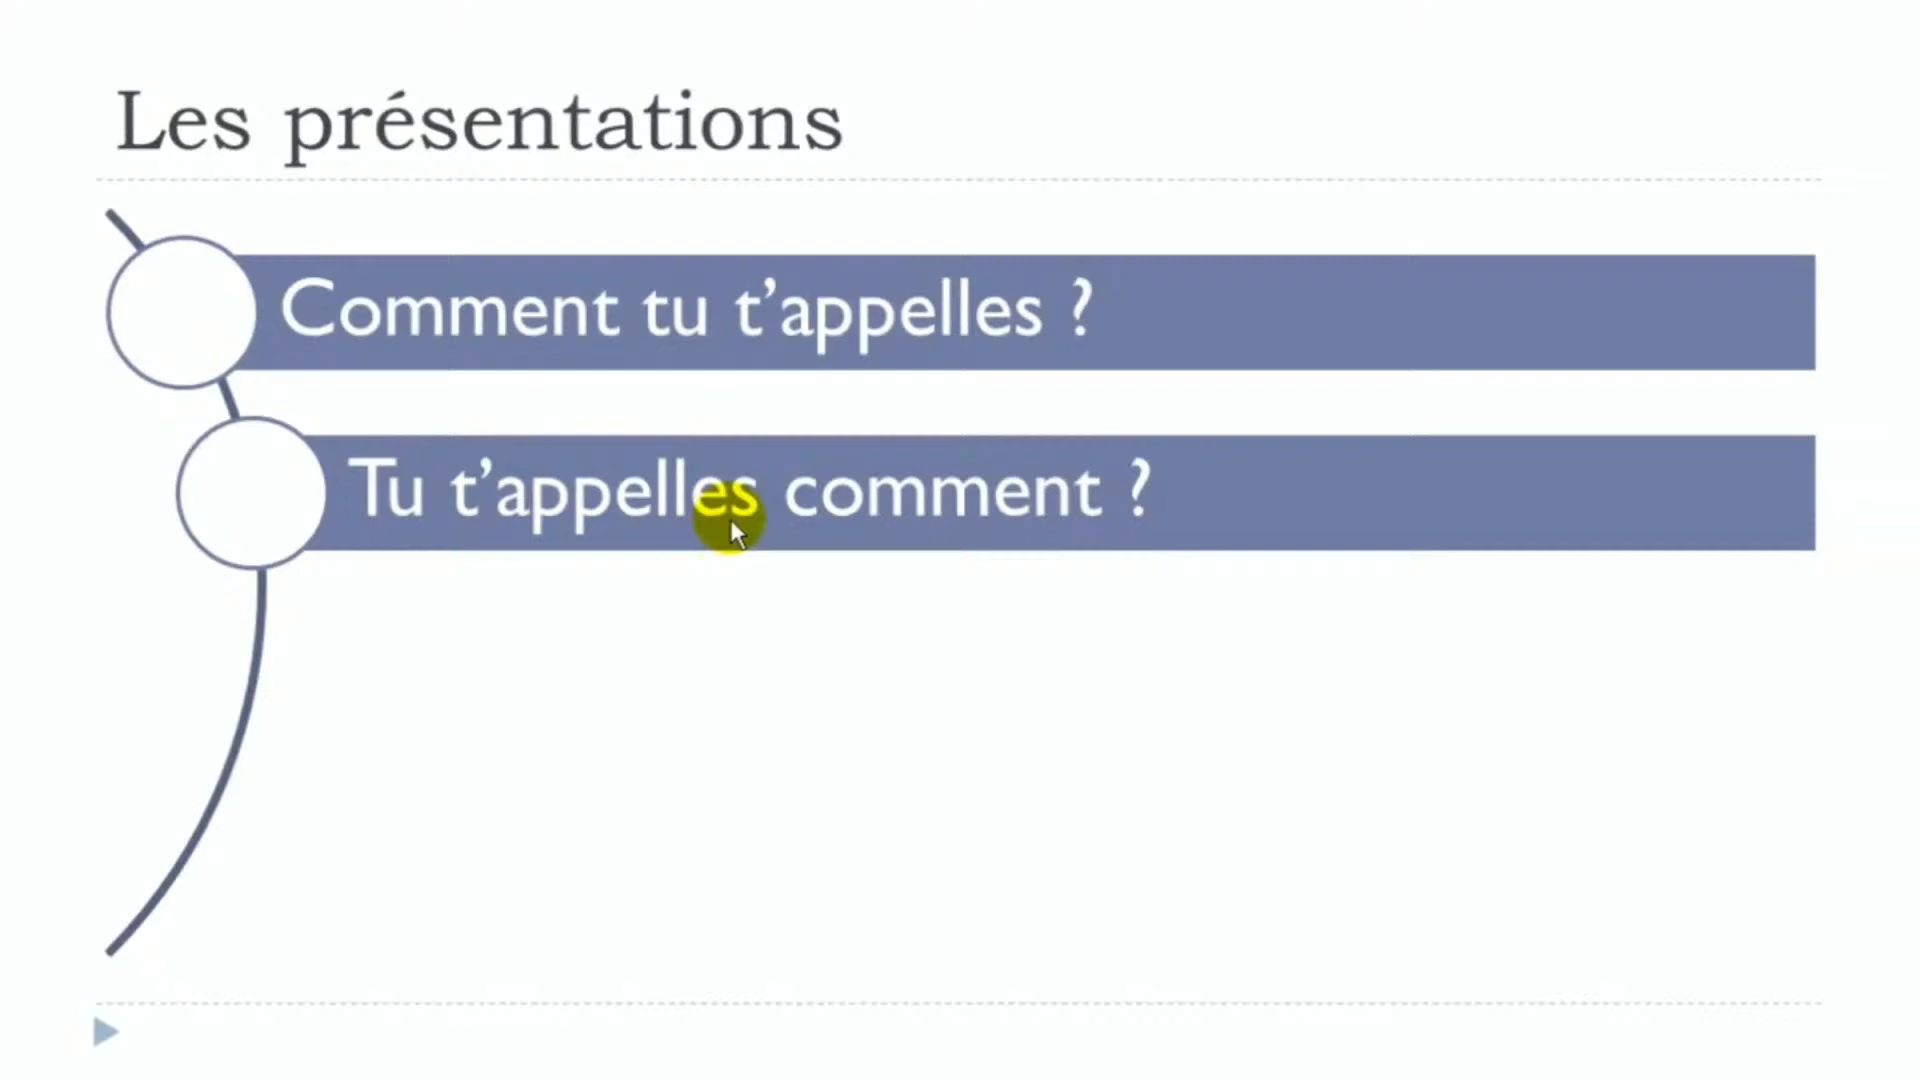 Les présentations
Comment tu t’appelles ?
Tu t’appelles comment ?